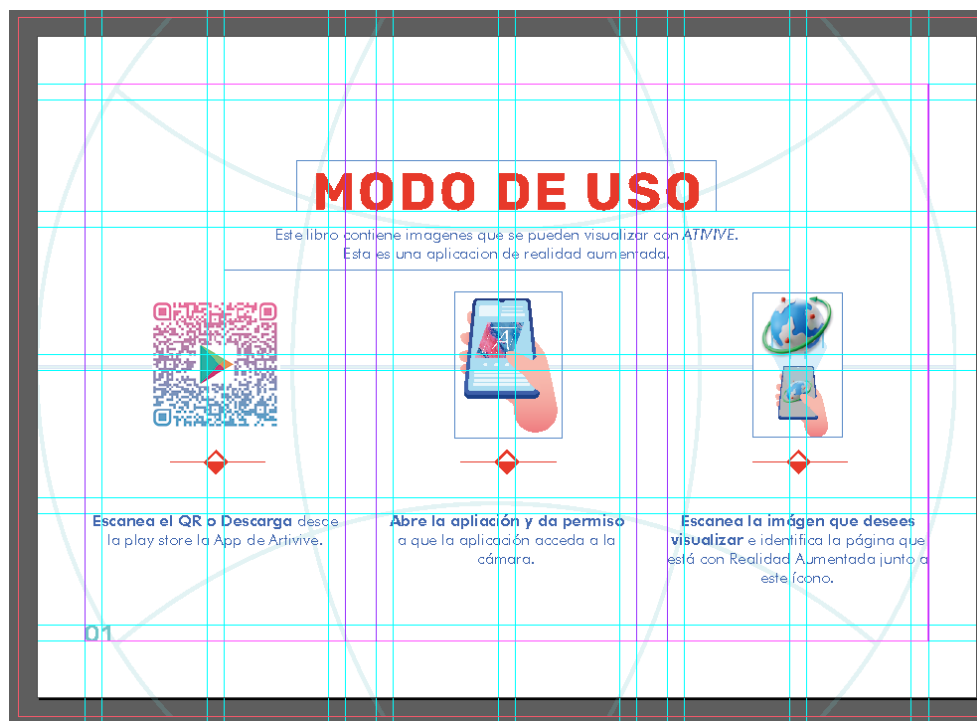 MODO DE USO
Este libro contiene imagenes que se pueden visualizar con ATIVIVE.
Esta es una aplicacion de realidad aumentada.
A
Escanea el QR o Descarga desde
la play store la App de Artivive.
Abre la apliación y da permiso
a que la aplicación acceda a la
cámara.
Escanea la imágen que desees
visualizar e identifica la página que
está con Realidad Aumentada junto a
este ícono.
01